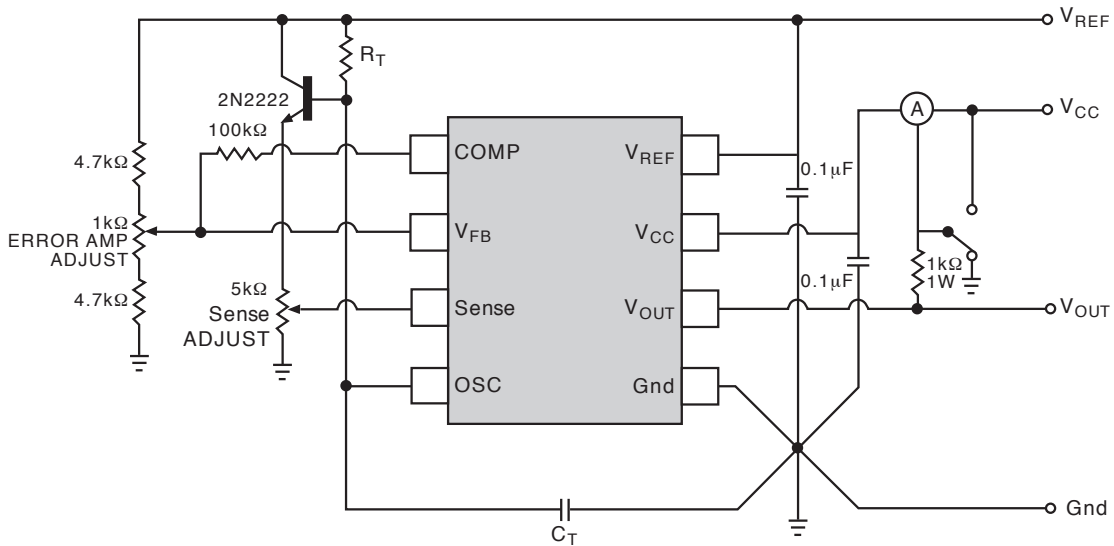 V_REF
R_T
2N2222
100kΩ
A
V_CC
4.7kΩ
COMP
V_REF
0.1μF
1kΩ
ERROR AMP
ADJUST
V_FB
V_CC
4.7kΩ
5kΩ
Sense
ADJUST
Sense
V_OUT
0.1μF
1kΩ
1W
V_OUT
OSC
Gnd
C_T
Gnd